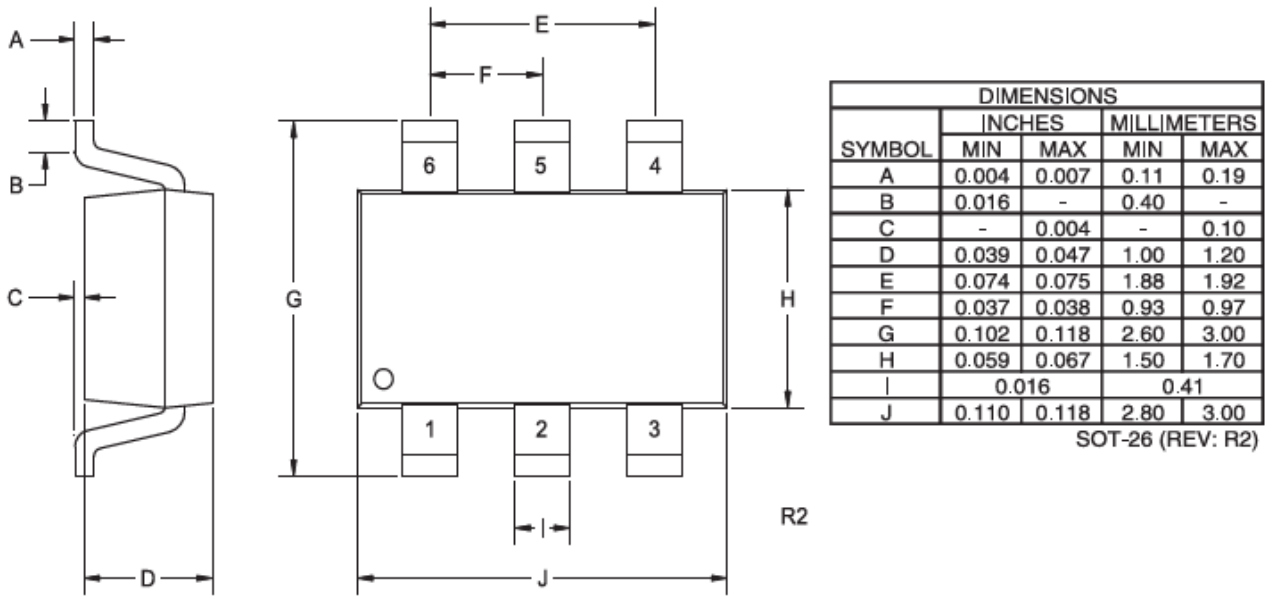 A
B
C
D
E
F
6 5 4
G
H
1 2 3
I
J
R2
DIMENSIONS
INCHES MILLIMETERS
SYMBOL MIN MAX MIN MAX
A 0.004 0.007 0.11 0.19
B 0.016 - 0.40 -
C - 0.004 - 0.10
D 0.039 0.047 1.00 1.20
E 0.074 0.075 1.88 1.92
F 0.037 0.038 0.93 0.97
G 0.102 0.118 2.60 3.00
H 0.059 0.067 1.50 1.70
I 0.016 0.41
J 0.110 0.118 2.80 3.00
SOT-26 (REV: R2)